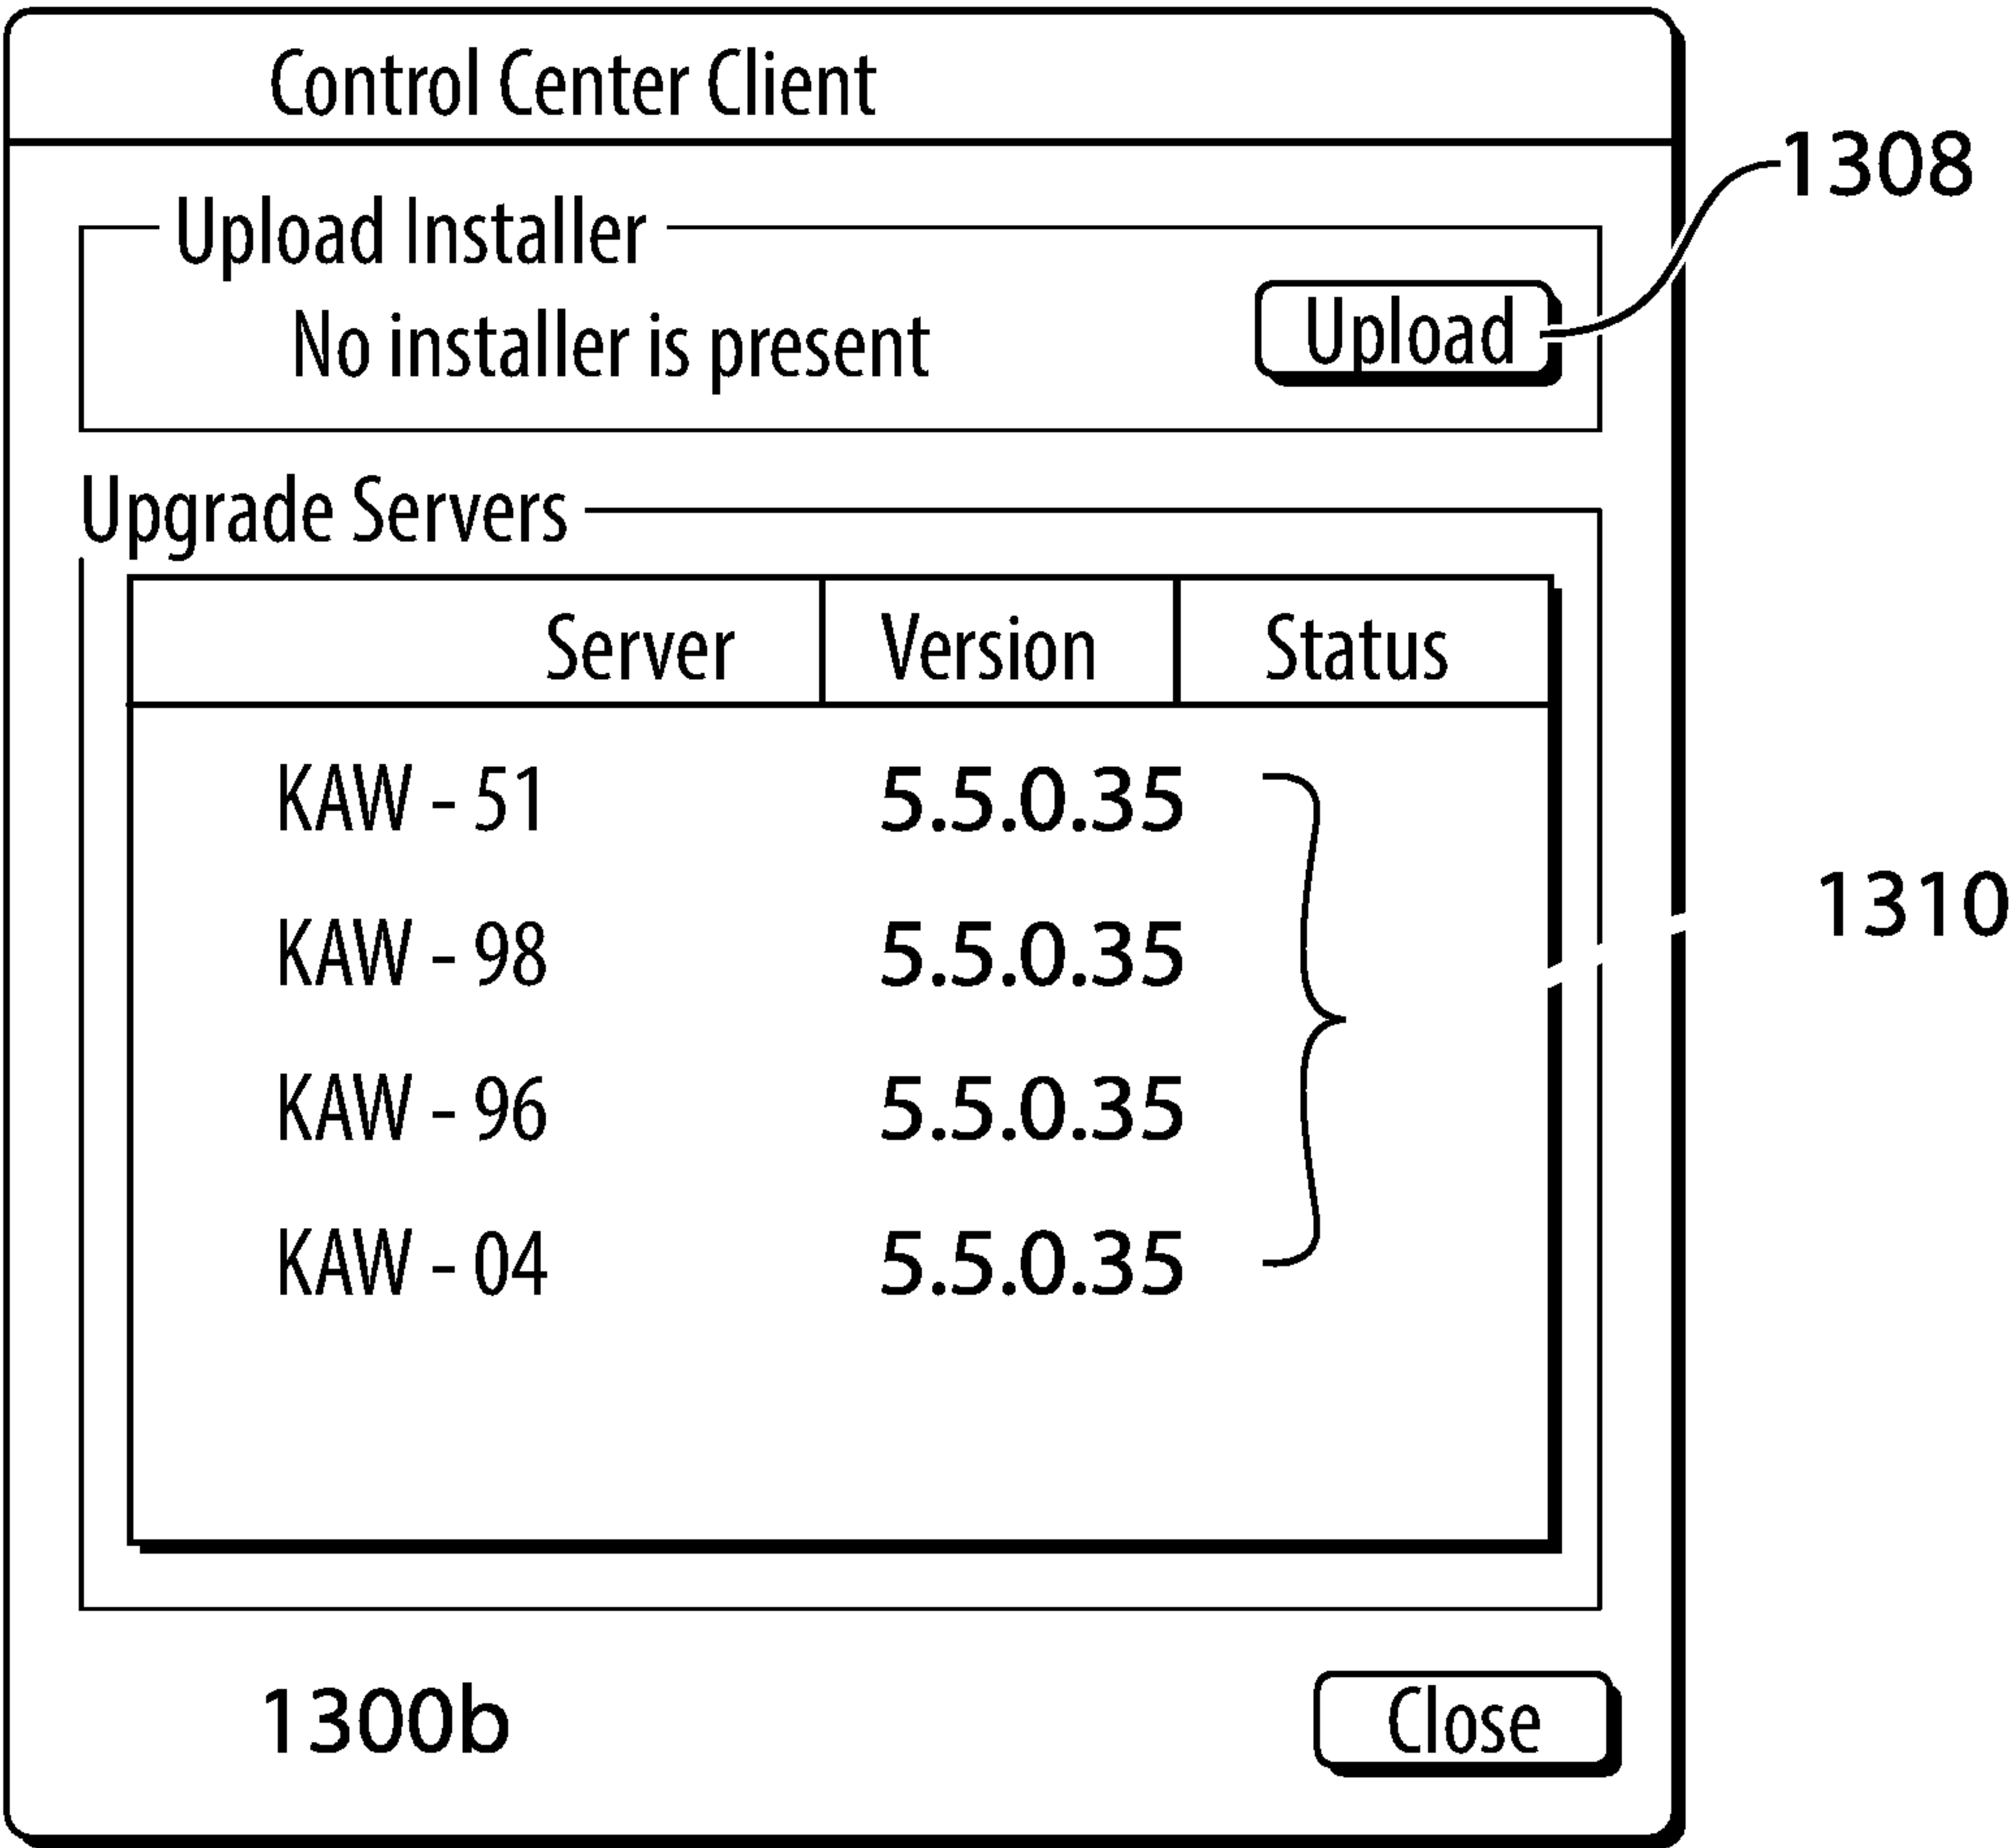 Control Center Client
1308
Upload Installer
No installer is present
Upload
Upgrade Servers
Server Version Status
KAW - 51 5.5.0.35
1310
KAW - 98 5.5.0.35
KAW - 96 5.5.0.35
KAW - 04 5.5.0.35
1300b
Close